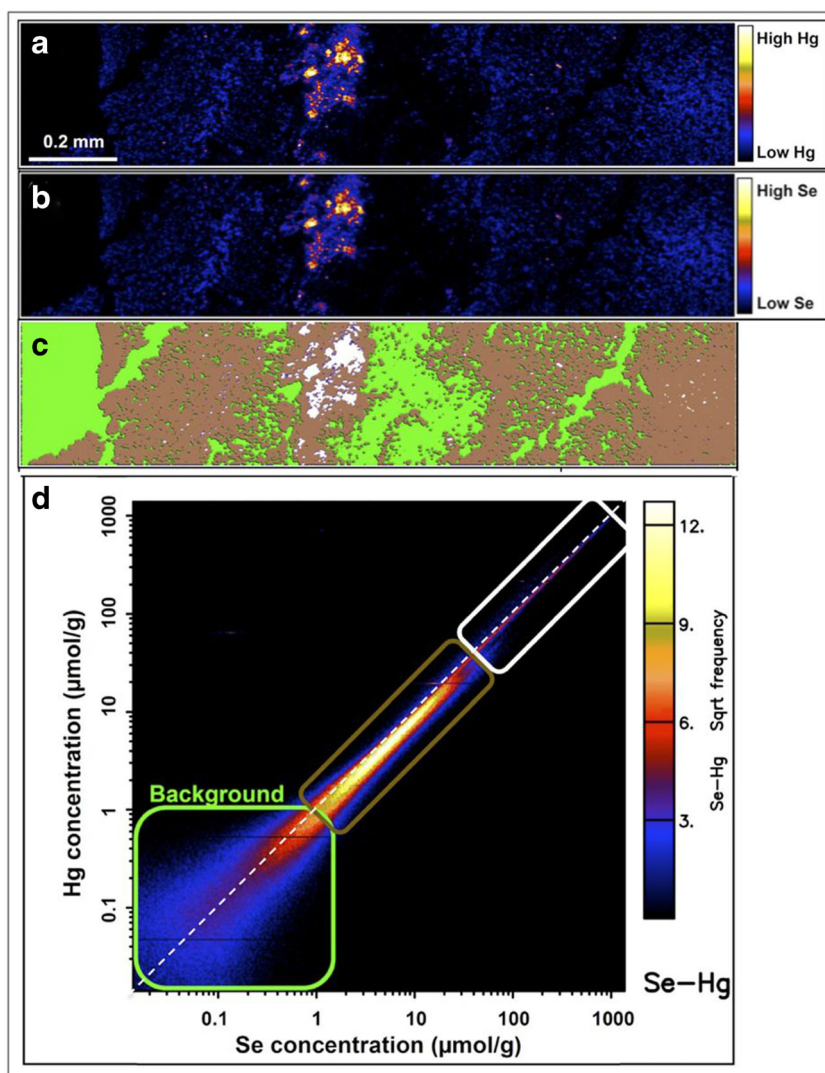 a
High Hg
0.2 mm
Low Hg
b
High Se
Low Se
c
d
1000
100
10
1
0.1
Hg concentration (μmol/g)
Background
0.1 1 10 100 1000
Se concentration (μmol/g)
12.
9.
6.
3.
Se-Hg Sqrt frequency
Se-Hg